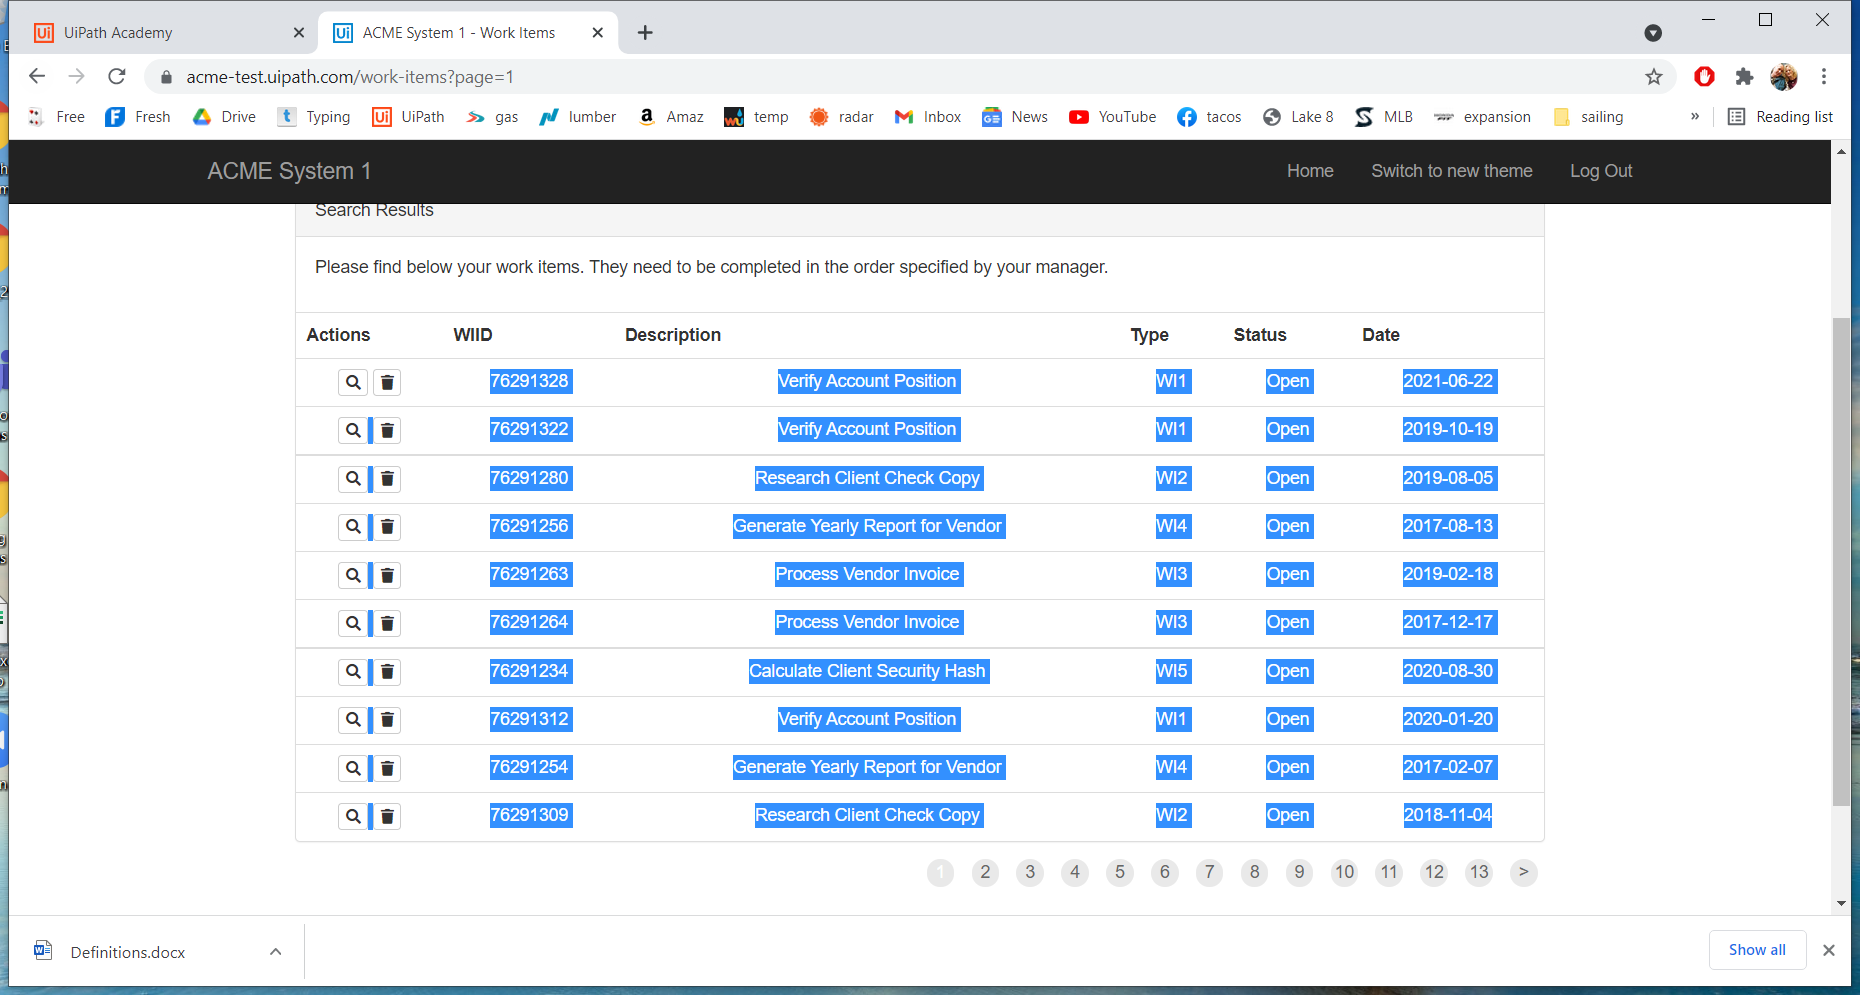 UiPath Academy
ACME System 1 - Work Items
acme-test.uipath.com/work-items?page=1
Free Fresh Drive Typing UiPath gas lumber Amaz temp radar Inbox News YouTube tacos Lake 8 MLB expansion sailing » Reading list
ACME System 1 Home Switch to new theme Log Out
Search Results
Please find below your work items. They need to be completed in the order specified by your manager.
Actions WIID Description Type Status Date
76291328 Verify Account Position WI1 Open 2021-06-22
76291322 Verify Account Position WI1 Open 2019-10-19
76291280 Research Client Check Copy WI2 Open 2019-08-05
76291256 Generate Yearly Report for Vendor WI4 Open 2017-08-13
76291263 Process Vendor Invoice WI3 Open 2019-02-18
76291264 Process Vendor Invoice WI3 Open 2017-12-17
76291234 Calculate Client Security Hash WI5 Open 2020-08-30
76291312 Verify Account Position WI1 Open 2020-01-20
76291254 Generate Yearly Report for Vendor WI4 Open 2017-02-07
76291309 Research Client Check Copy WI2 Open 2018-11-04
1 2 3 4 5 6 7 8 9 10 11 12 13 >
Definitions.docx Show all